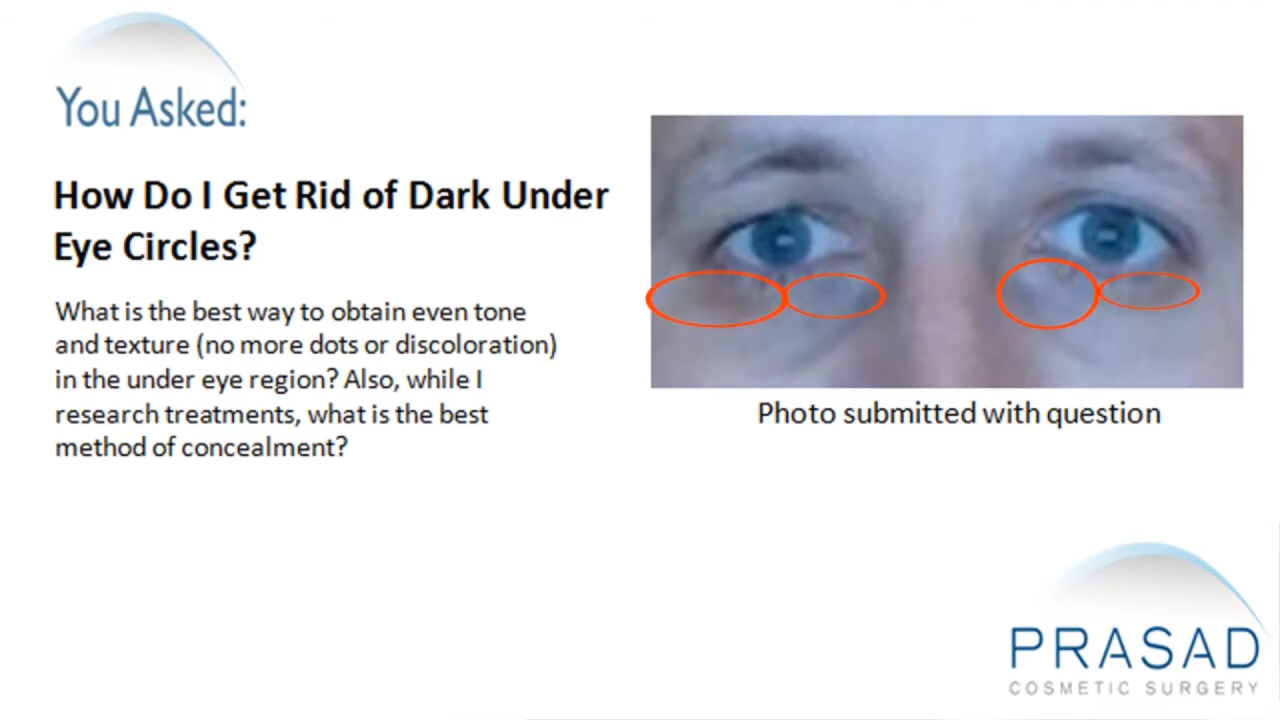 You Asked:
How Do I Get Rid of Dark Under
Eye Circles?
What is the best way to obtain even tone
and texture (no more dots or discoloration)
in the under eye region? Also, while I
research treatments, what is the best
method of concealment?
Photo submitted with question
PRASAD
COSMETIC SURGERY